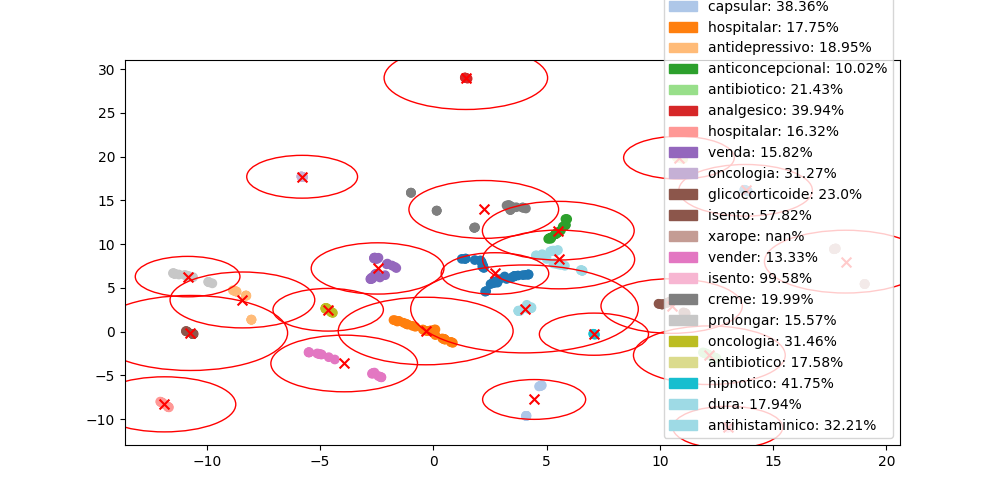 capsular: 38.36%
hospitalar: 17.75%
antidepressivo: 18.95%
anticoncepcional: 10.02%
antibiotico: 21.43%
analgesico: 39.94%
hospitalar: 16.32%
venda: 15.82%
oncologia: 31.27%
glicocorticoide: 23.0%
isento: 57.82%
xarope: nan%
vender: 13.33%
isento: 99.58%
creme: 19.99%
prolongar: 15.57%
oncologia: 31.46%
antibiotico: 17.58%
hipnotico: 41.75%
dura: 17.94%
antihistaminico: 32.21%
30
25
20
15
10
5
0
−5
−10
−10 −5 0 5 10 15 20